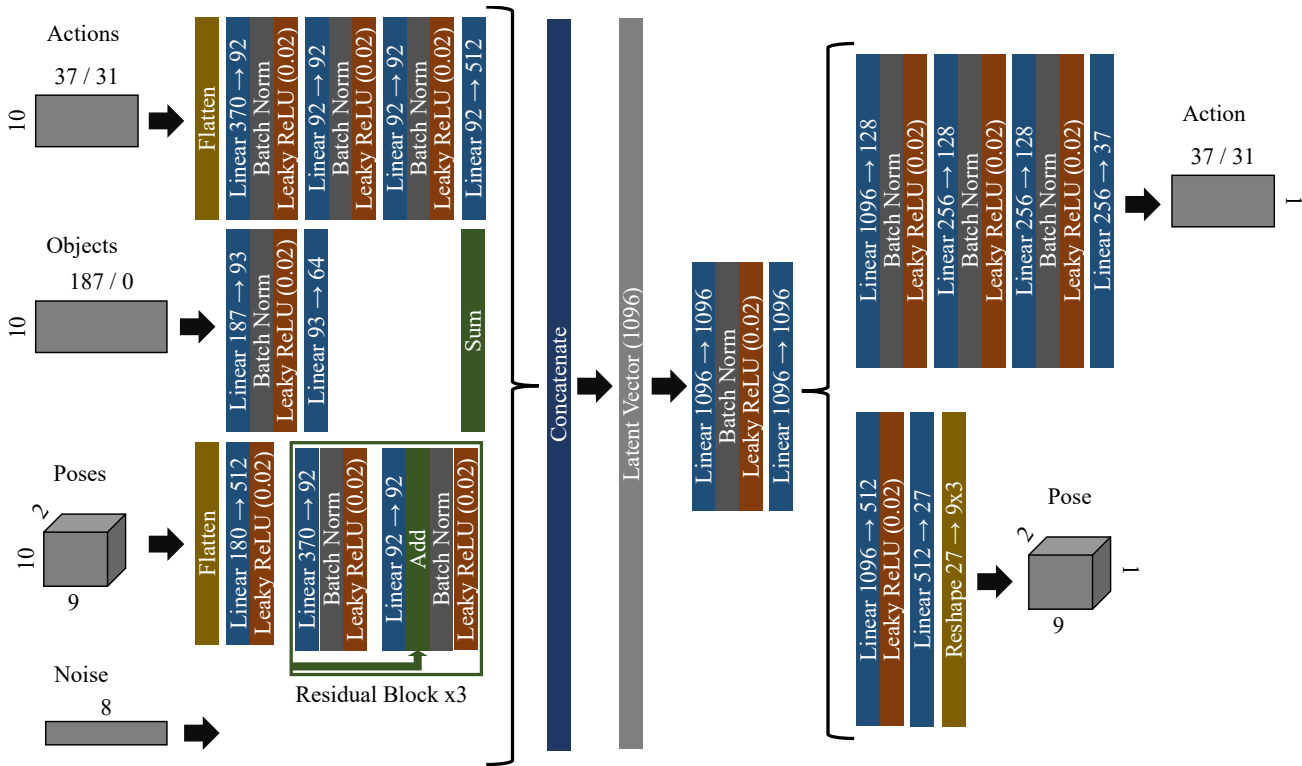 Actions
37 / 31
10
Flatten
Linear 370 → 92
Batch Norm
Leaky ReLU (0.02)
Linear 92 → 92
Batch Norm
Leaky ReLU (0.02)
Linear 92 → 92
Batch Norm
Leaky ReLU (0.02)
Linear 92 → 512
Objects
187 / 0
10
Linear 187 → 93
Batch Norm
Leaky ReLU (0.02)
Linear 93 → 64
Sum
Poses
2
10
9
Flatten
Linear 180 → 512
Leaky ReLU (0.02)
Linear 370 → 92
Batch Norm
Leaky ReLU (0.02)
Linear 92 → 92
Add
Batch Norm
Leaky ReLU (0.02)
Residual Block x3
Noise
8
Concatenate
Latent Vector (1096)
Linear 1096 → 1096
Batch Norm
Leaky ReLU (0.02)
Linear 1096 → 1096
Linear 1096 → 128
Batch Norm
Leaky ReLU (0.02)
Linear 256 → 128
Batch Norm
Leaky ReLU (0.02)
Linear 256 → 128
Batch Norm
Leaky ReLU (0.02)
Linear 256 → 37
Action
37 / 31
1
Linear 1096 → 512
Leaky ReLU (0.02)
Linear 512 → 27
Reshape 27 → 9x3
Pose
2
1
9